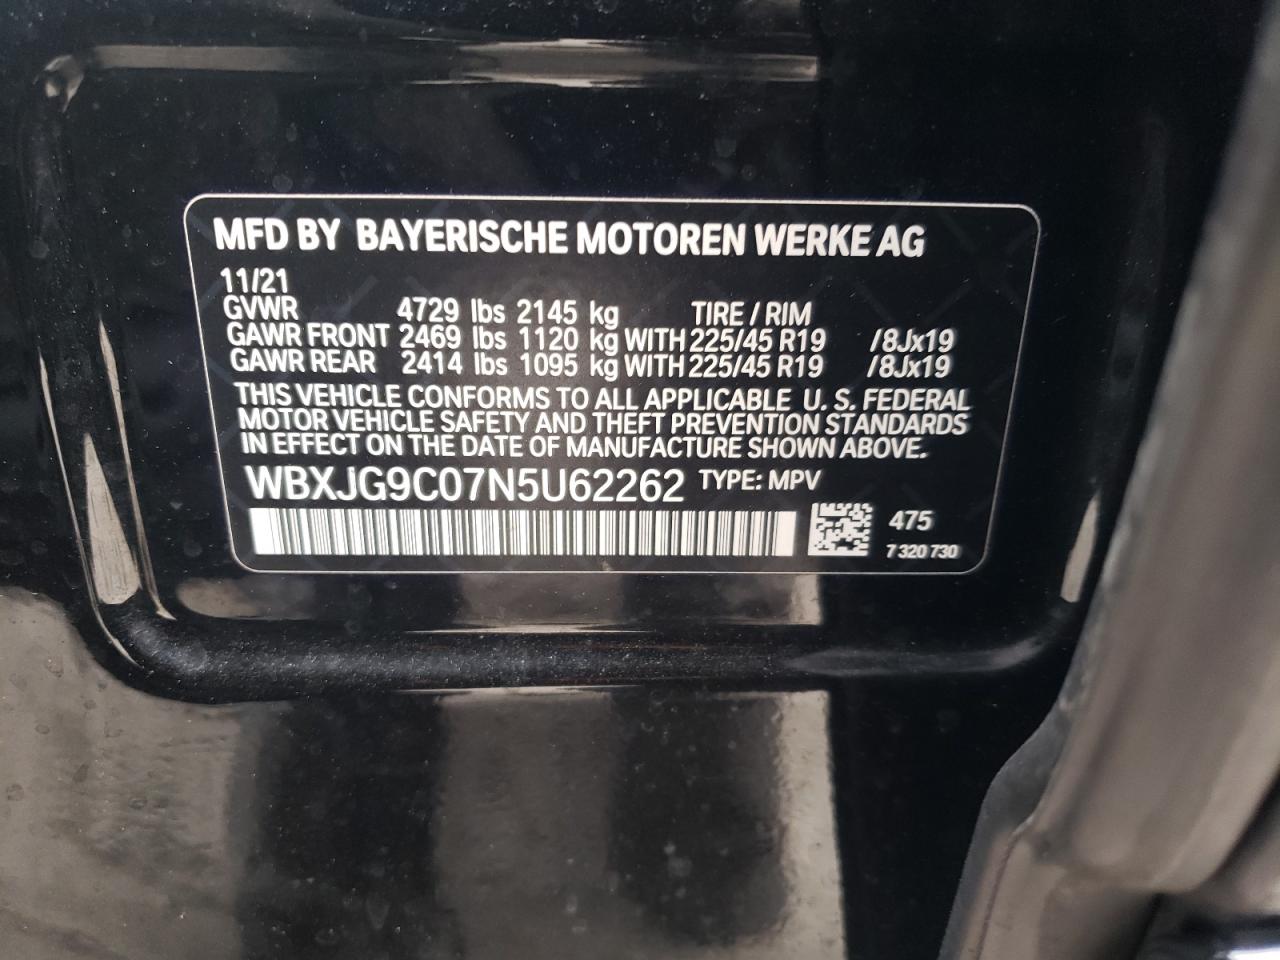 MFD BY BAYERISCHE MOTOREN WERKE AG
11/21
GVWR 4729 lbs 2145 kg TIRE / RIM
GAWR FRONT 2469 lbs 1120 kg WITH 225/45 R19 /8Jx19
GAWR REAR 2414 lbs 1095 kg WITH 225/45 R19 /8Jx19
THIS VEHICLE CONFORMS TO ALL APPLICABLE U. S. FEDERAL
MOTOR VEHICLE SAFETY AND THEFT PREVENTION STANDARDS
IN EFFECT ON THE DATE OF MANUFACTURE SHOWN ABOVE.
WBXJG9C07N5U62262 TYPE: MPV
475
7 320 730